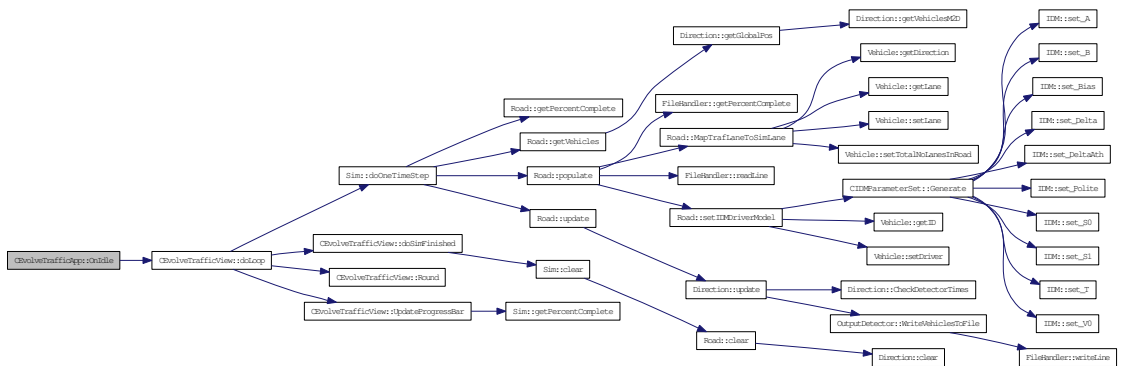 CEvolveTrafficApp::OnIdle
CEvolveTrafficView::doLoop
Sim::doOneTimeStep
CEvolveTrafficView::doSimFinished
CEvolveTrafficView::Round
CEvolveTrafficView::UpdateProgressBar
Road::getPercentComplete
Road::getVehicles
Road::populate
Road::update
Sim::clear
Sim::getPercentComplete
Direction::getGlobalPos
FileHandler::getPercentComplete
Road::MapTrafLaneToSimLane
FileHandler::readLine
Road::setIDMDriverModel
Direction::update
Road::clear
Direction::getVehiclesM2D
Vehicle::getDirection
Vehicle::getLane
Vehicle::setLane
Vehicle::setTotalNoLanesInRoad
CIDMParameterSet::Generate
Vehicle::getID
Vehicle::setDriver
Direction::CheckDetectorTimes
OutputDetector::WriteVehiclesToFile
Direction::clear
IDM::set_A
IDM::set_B
IDM::set_Bias
IDM::set_Delta
IDM::set_DeltaAth
IDM::set_Polite
IDM::set_S0
IDM::set_S1
IDM::set_T
IDM::set_V0
FileHandler::writeLine